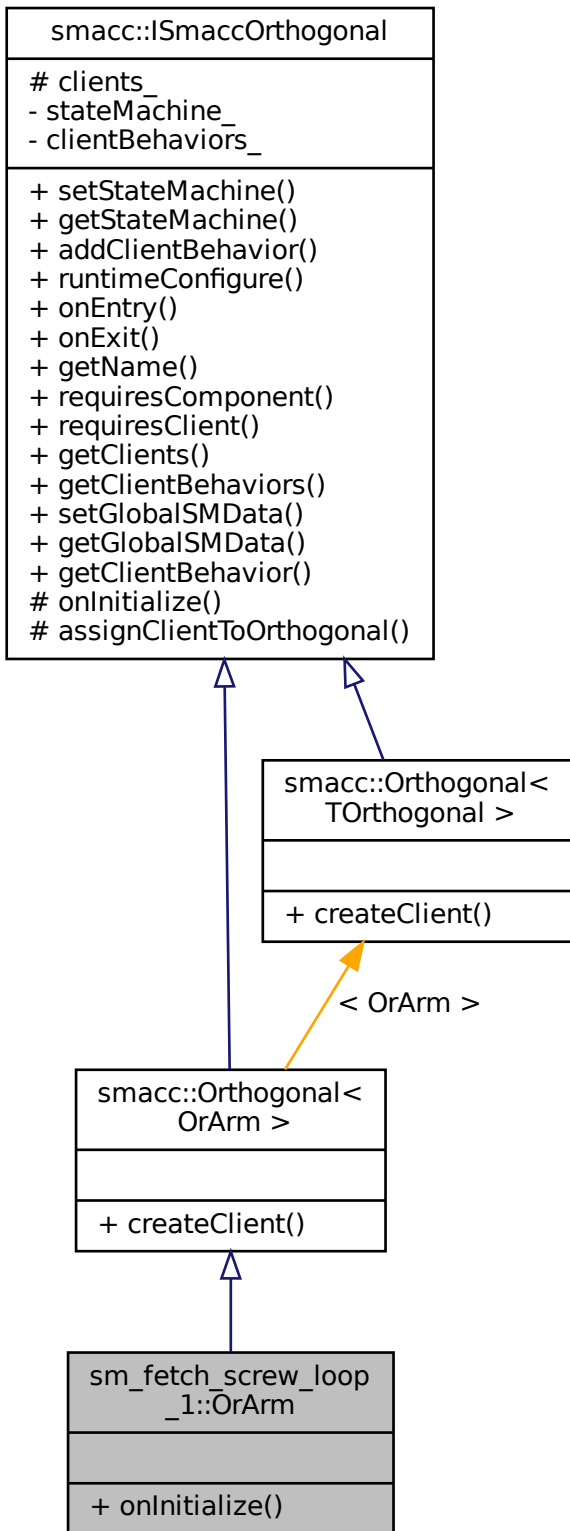 smacc::ISmaccOrthogonal
# clients_
- stateMachine_
- clientBehaviors_
+ setStateMachine()
+ getStateMachine()
+ addClientBehavior()
+ runtimeConfigure()
+ onEntry()
+ onExit()
+ getName()
+ requiresComponent()
+ requiresClient()
+ getClients()
+ getClientBehaviors()
+ setGlobalSMData()
+ getGlobalSMData()
+ getClientBehavior()
# onInitialize()
# assignClientToOrthogonal()
smacc::Orthogonal<
TOrthogonal >
+ createClient()
< OrArm >
smacc::Orthogonal<
OrArm >
+ createClient()
sm_fetch_screw_loop
_1::OrArm
+ onInitialize()